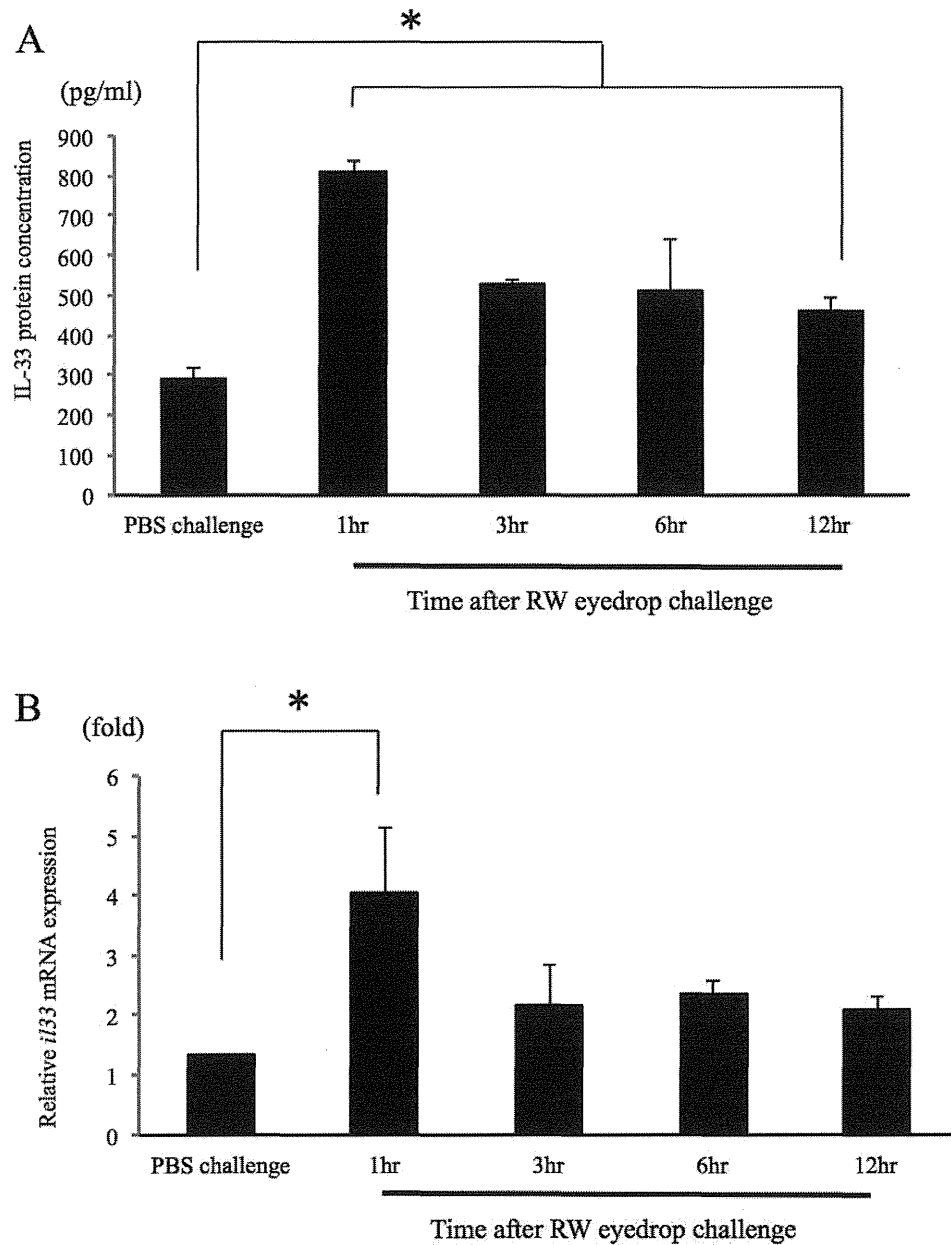 A
*
(pg/ml)
IL-33 protein concentration
900
800
700
600
500
400
300
200
100
0
PBS challenge 1hr 3hr 6hr 12hr
Time after RW eyedrop challenge
B
*
(fold)
Relative il33 mRNA expression
6
5
4
3
2
1
0
PBS challenge 1hr 3hr 6hr 12hr
Time after RW eyedrop challenge